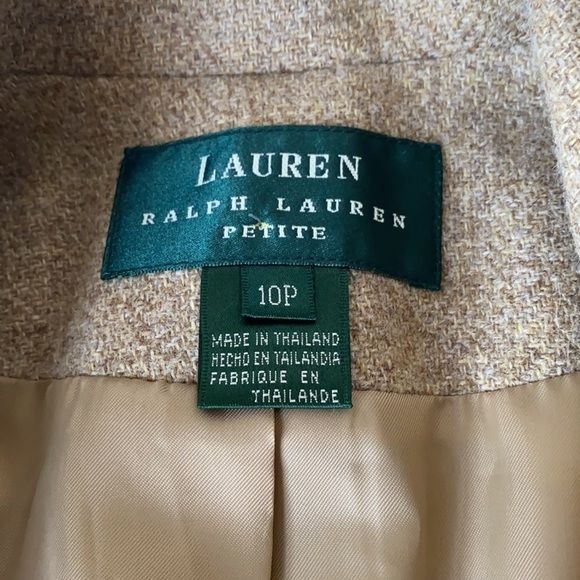 LAUREN
RALPH LAUREN
PETITE
10P
MADE IN THAILAND
HECHO EN TAILANDIA
FABRIQUE EN
THAILANDE